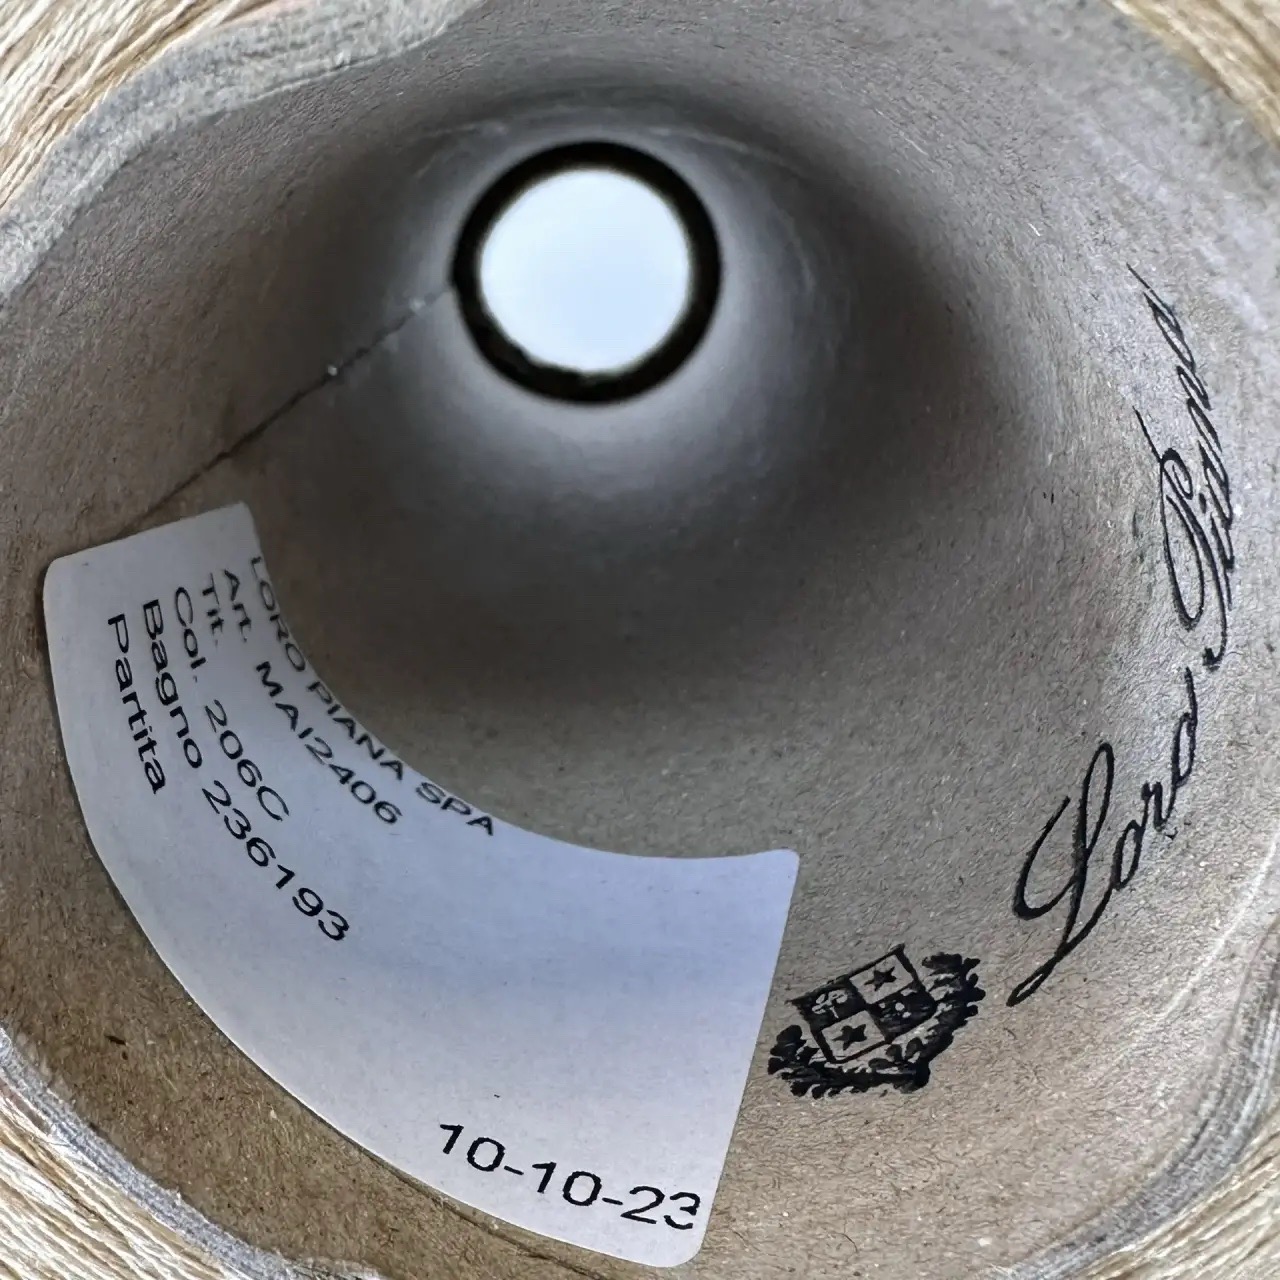 LORO PIANA SPA
Art. MAI2406
Tit.
Col. 206C
Bagno 236193
Partita
10-10-23
Loro Piana